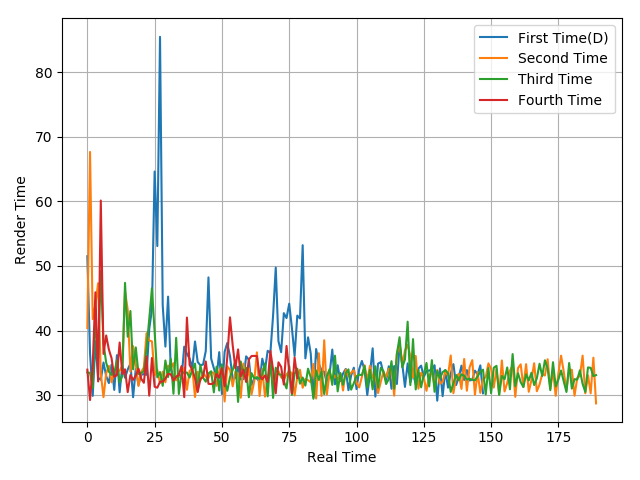 First Time(D)
Second Time
Third Time
Fourth Time
80
70
60
50
40
30
Render Time
0 25 50 75 100 125 150 175
Real Time